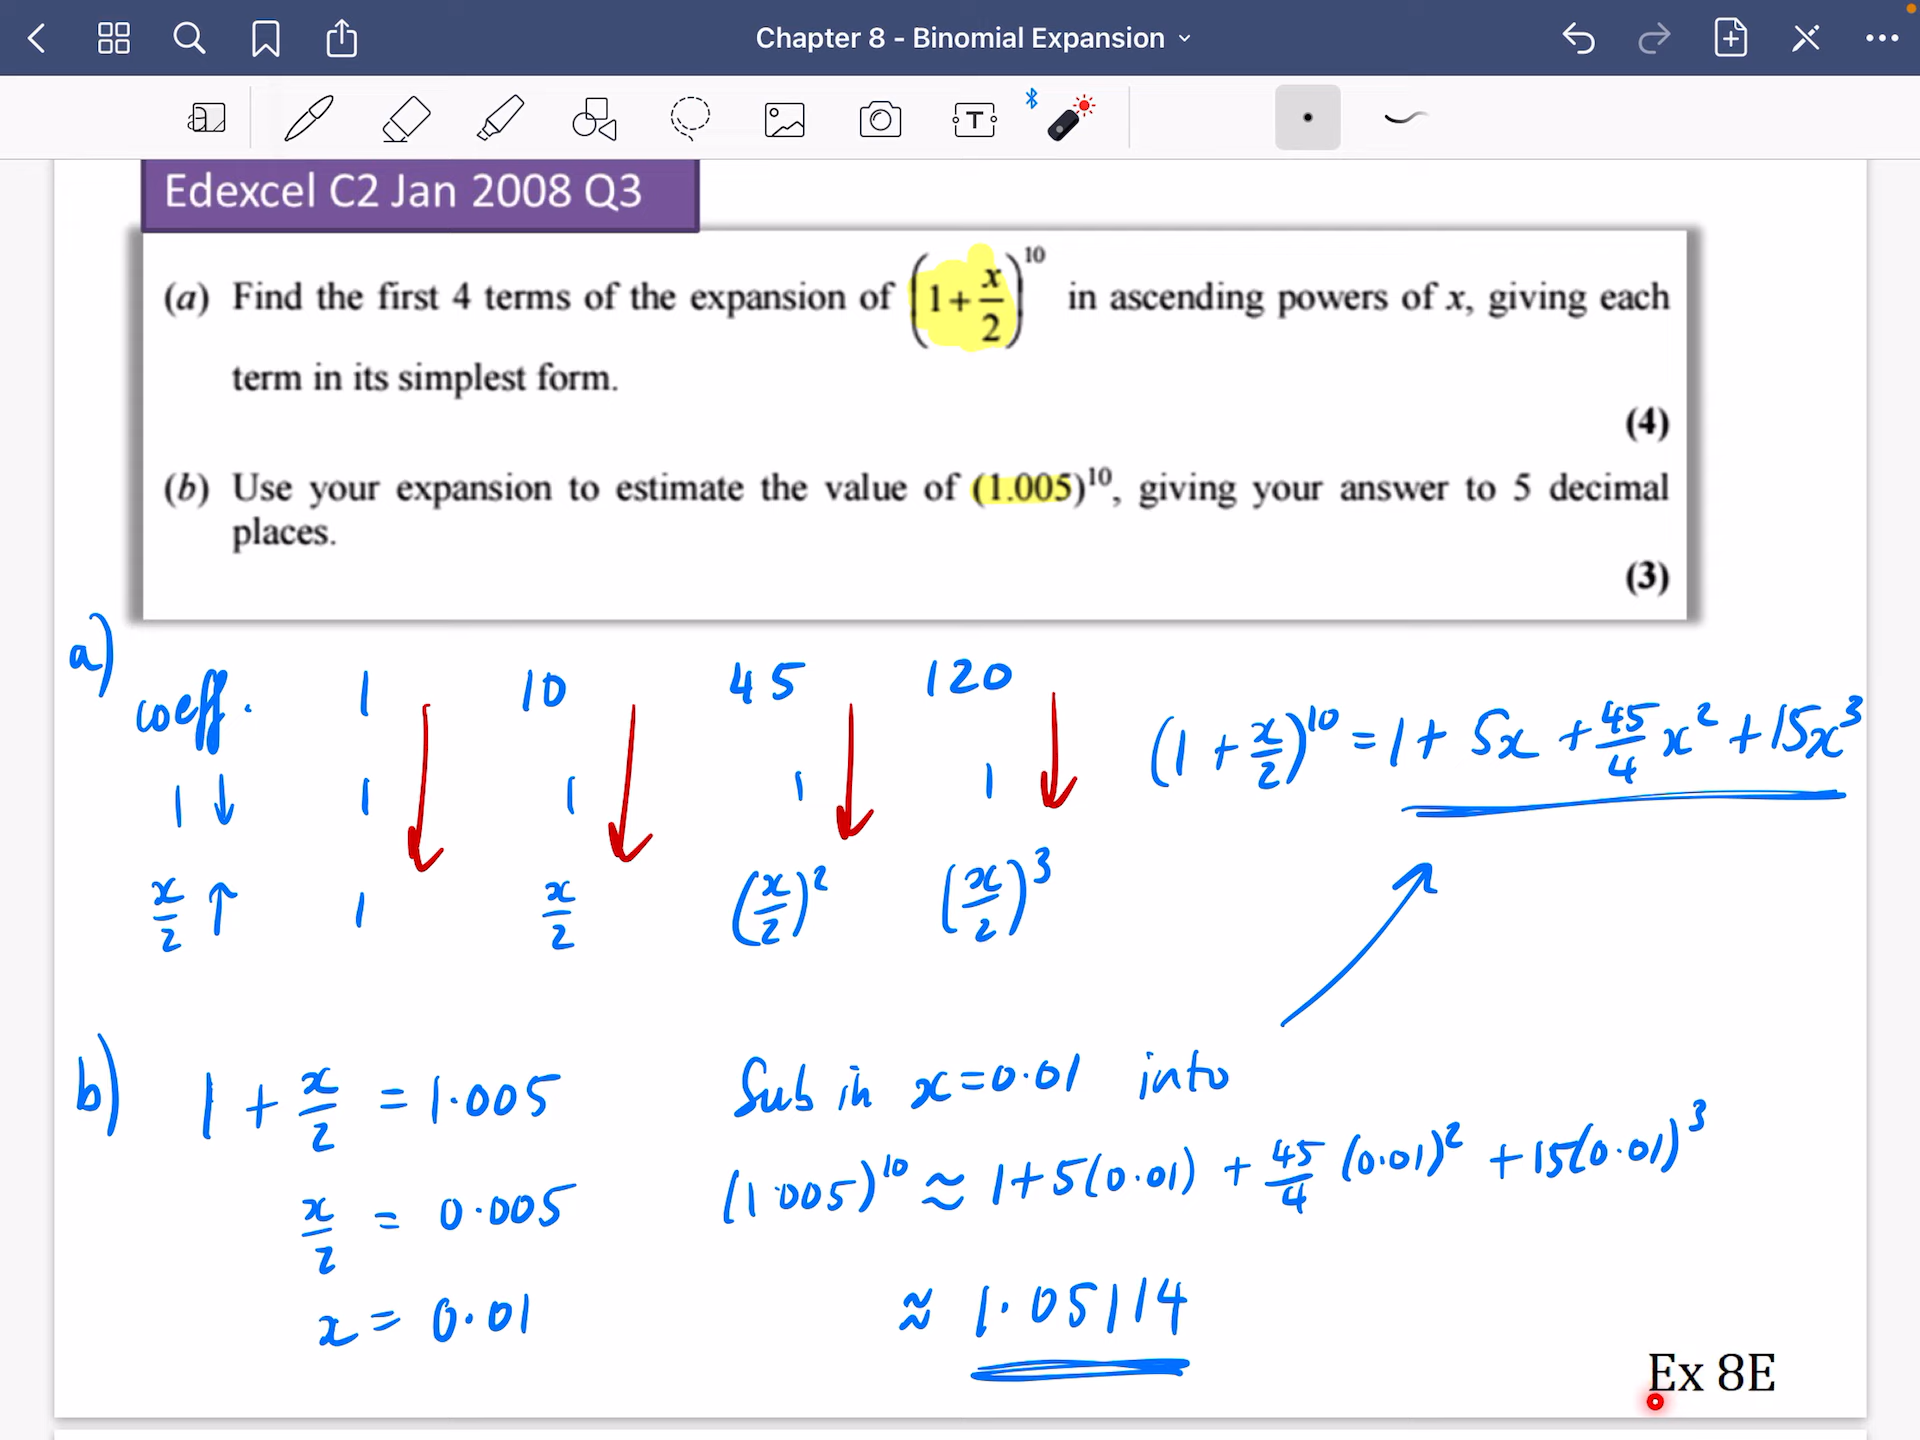 Chapter 8 - Binomial Expansion
Edexcel C2 Jan 2008 Q3
(a) Find the first 4 terms of the expansion of (1 + x/2)^10 in ascending powers of x, giving each
term in its simplest form.
(4)
(b) Use your expansion to estimate the value of (1.005)^10, giving your answer to 5 decimal
places.
(3)
a)
coeff. 1 10 45 120
1↓ 1 1 1 1
x/2 ↑ 1 x/2 (x/2)^2 (x/2)^3
(1 + x/2)^10 = 1 + 5x + 45/4 x^2 + 15x^3
b) 1 + x/2 = 1.005
x/2 = 0.005
x = 0.01
Sub in x = 0.01 into
(1.005)^10 ≈ 1 + 5(0.01) + 45/4 (0.01)^2 + 15(0.01)^3
≈ 1.05114
Ex 8E